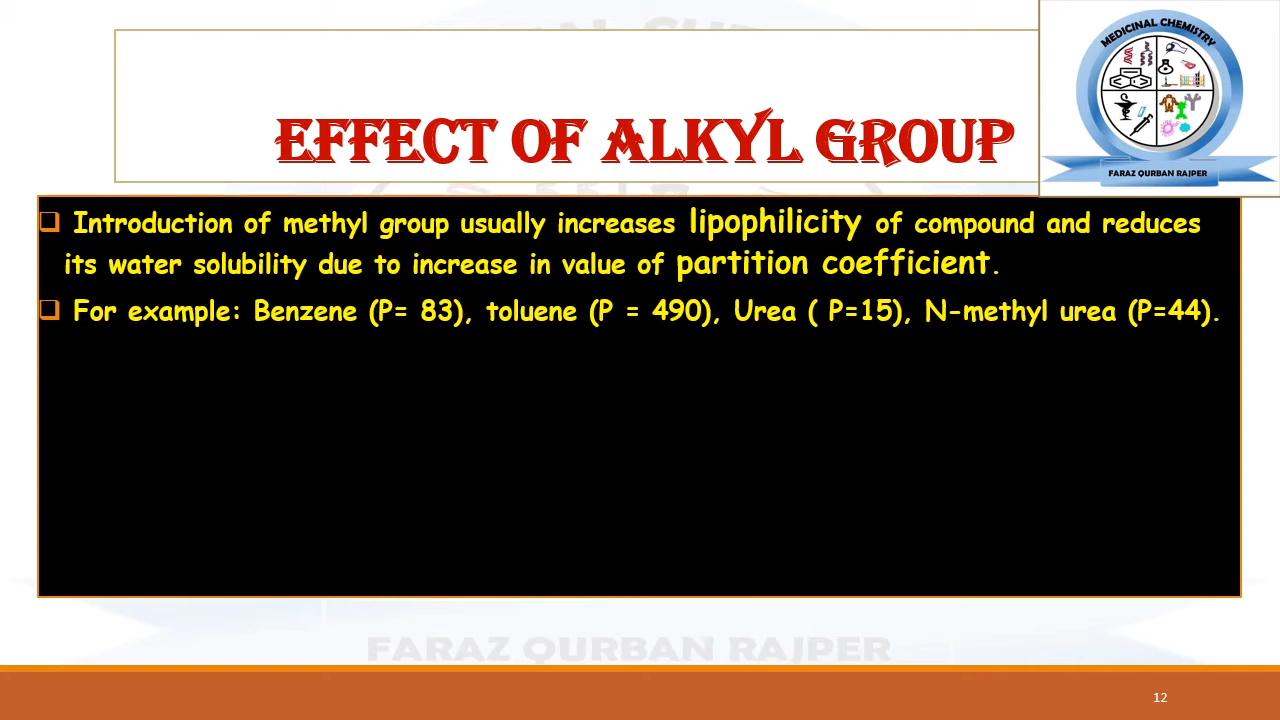 MEDICINAL CHEMISTRY
FARAZ QURBAN RAJPER
EFFECT OF ALKYL GROUP
❑ Introduction of methyl group usually increases lipophilicity of compound and reduces
its water solubility due to increase in value of partition coefficient.
❑ For example: Benzene (P= 83), toluene (P = 490), Urea ( P=15), N-methyl urea (P=44).
FARAZ QURBAN RAJPER
12